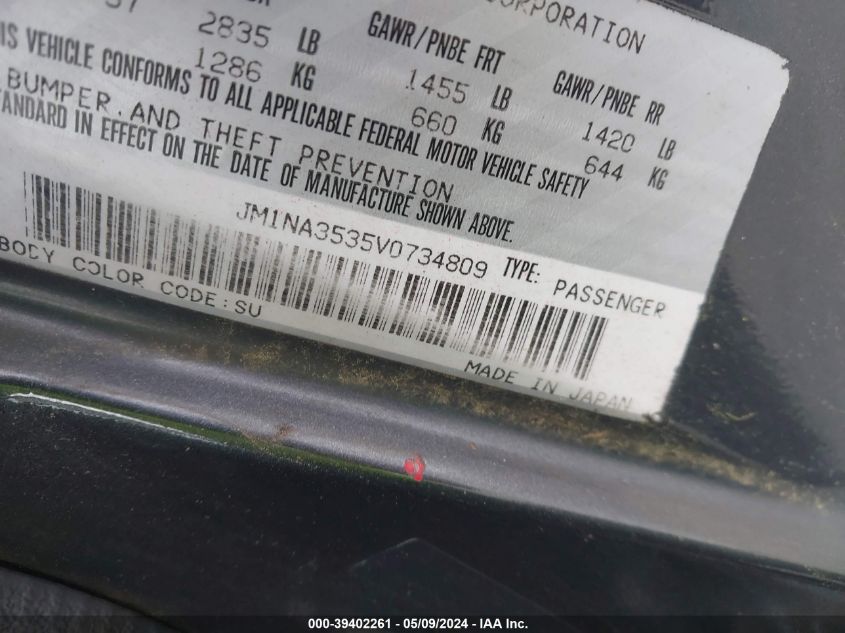 CORPORATION
2835 LB GAWR/PNBE FRT GAWR/PNBE RR
1286 KG 1455 LB 1420 LB
660 KG 644 KG
VEHICLE CONFORMS TO ALL APPLICABLE FEDERAL MOTOR VEHICLE SAFETY
BUMPER, AND THEFT PREVENTION
IN EFFECT ON THE DATE OF MANUFACTURE SHOWN ABOVE.
JM1NA3535V0734809 TYPE: PASSENGER
BODY COLOR CODE:SU
MADE IN JAPAN
000-39402261 - 05/09/2024 - IAA Inc.